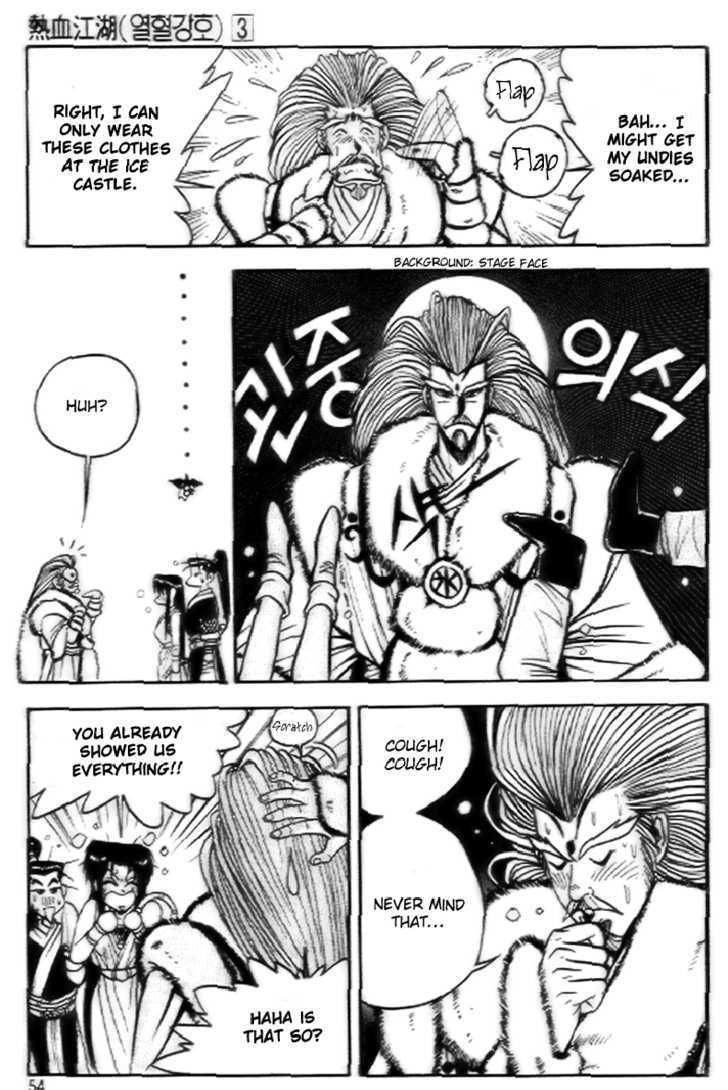 熱血江湖(열혈강호) 3
RIGHT, I CAN
ONLY WEAR
THESE CLOTHES
AT THE ICE
CASTLE.
Flap
Flap
BAH... I
MIGHT GET
MY UNDIES
SOAKED...
BACKGROUND: STAGE FACE
HUH?
관중
의식
YOU ALREADY
SHOWED US
EVERYTHING!!
Scratch
HAHA IS
THAT SO?
COUGH!
COUGH!
NEVER MIND
THAT...
54